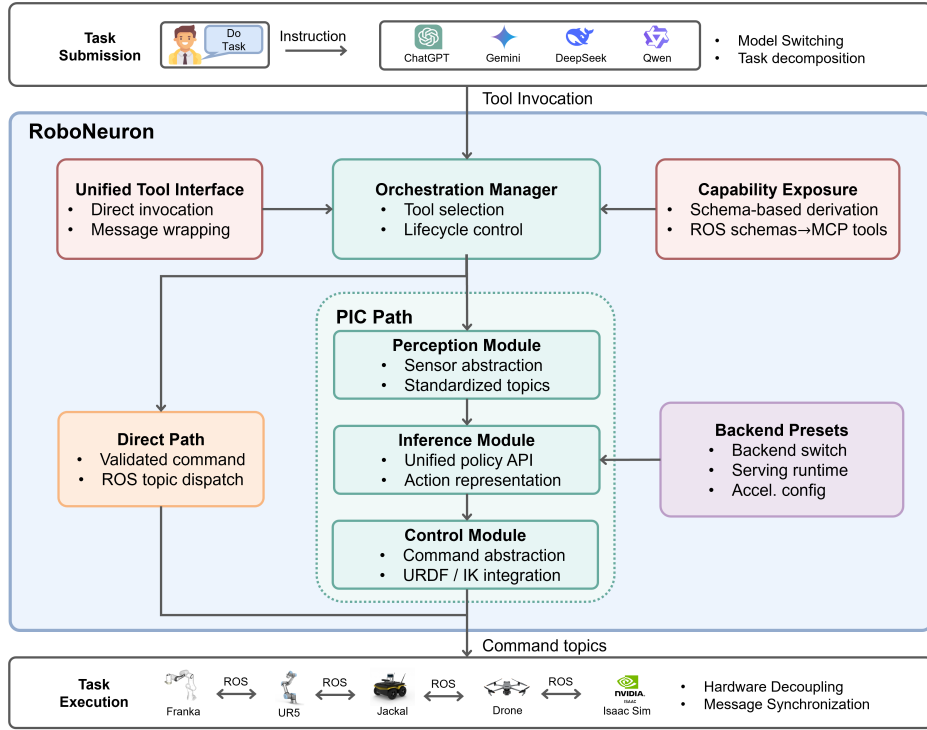 Task
Submission
Do
Task
Instruction
ChatGPT
Gemini
DeepSeek
Qwen
• Model Switching
• Task decomposition
Tool Invocation
RoboNeuron
Unified Tool Interface
• Direct invocation
• Message wrapping
Orchestration Manager
• Tool selection
• Lifecycle control
Capability Exposure
• Schema-based derivation
• ROS schemas→MCP tools
PIC Path
Perception Module
• Sensor abstraction
• Standardized topics
Direct Path
• Validated command
• ROS topic dispatch
Inference Module
• Unified policy API
• Action representation
Backend Presets
• Backend switch
• Serving runtime
• Accel. config
Control Module
• Command abstraction
• URDF / IK integration
Command topics
Task
Execution
Franka
ROS
UR5
ROS
Jackal
ROS
Drone
ROS
NVIDIA.
ISAAC
Isaac Sim
• Hardware Decoupling
• Message Synchronization